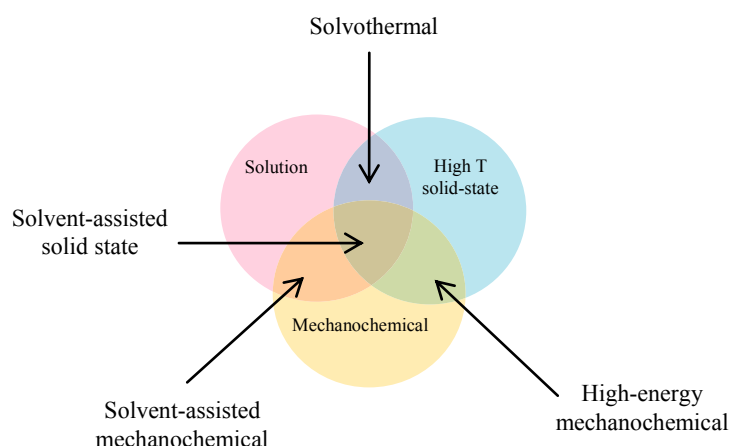 Solvothermal
Solution
High T
solid-state
Solvent-assisted
solid state
Mechanochemical
High-energy
mechanochemical
Solvent-assisted
mechanochemical